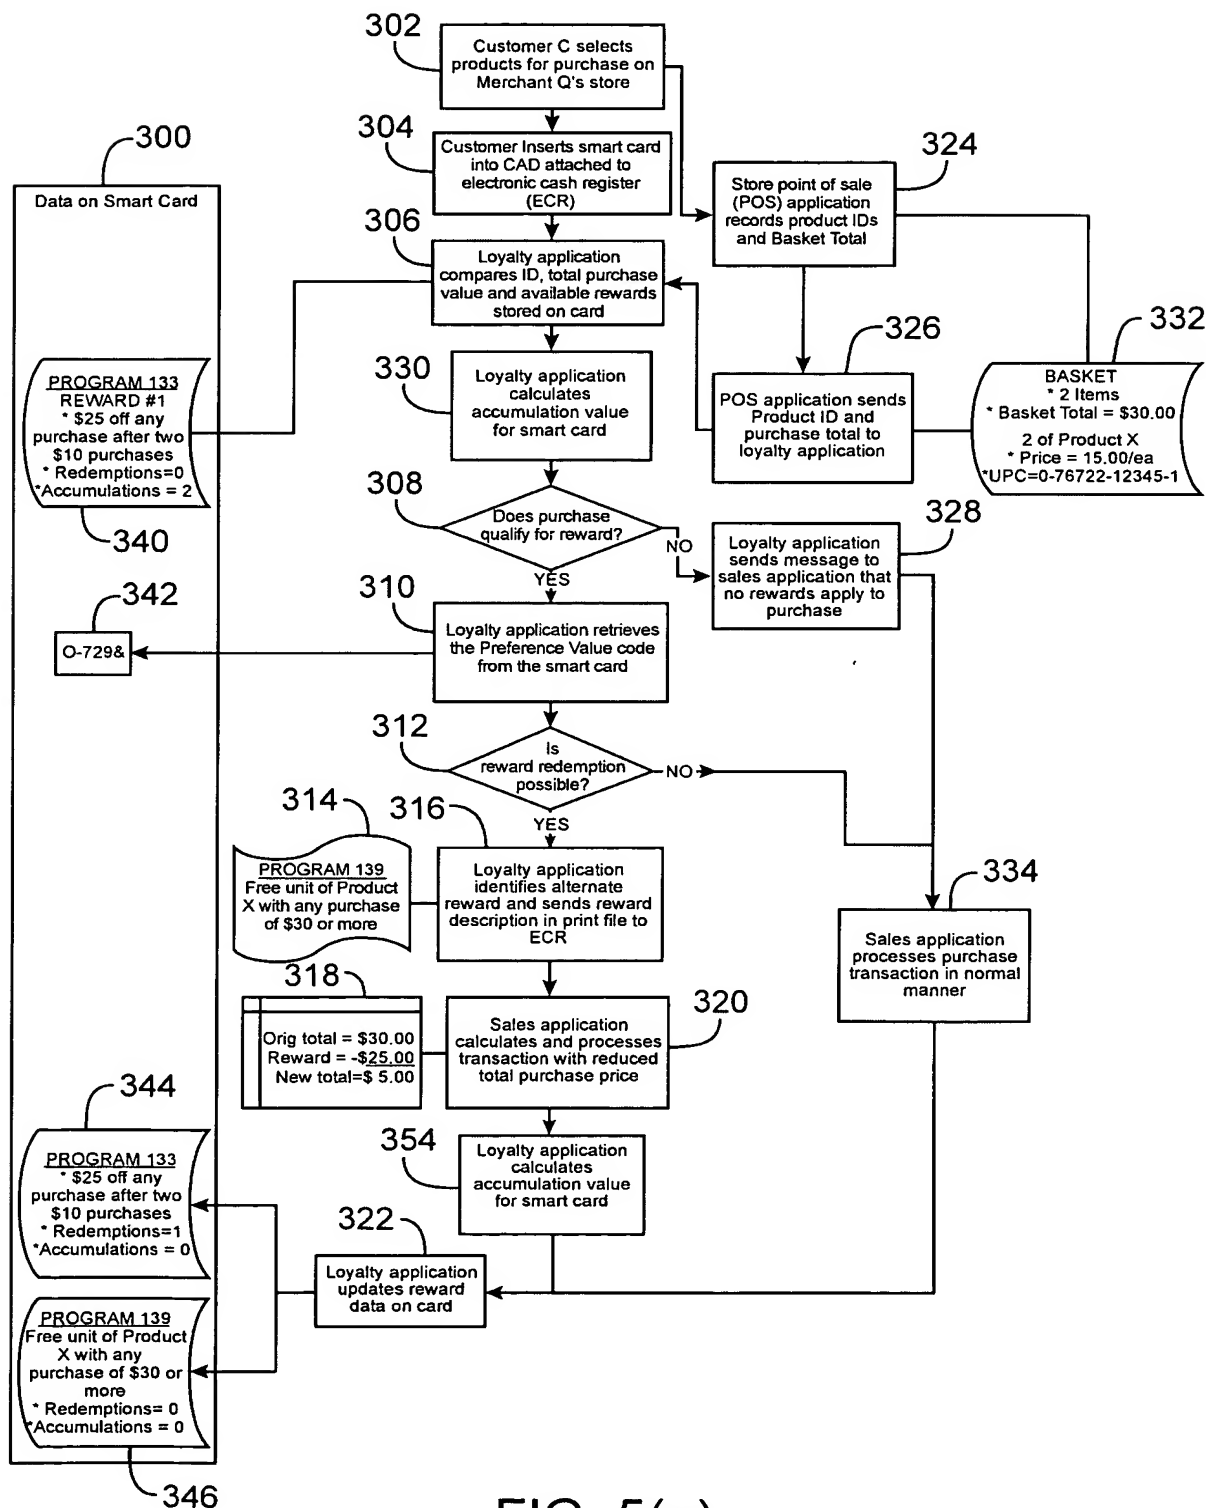 302
Customer C selects
products for purchase on
Merchant Q's store
304
Customer Inserts smart card
into CAD attached to
electronic cash register
(ECR)
324
Store point of sale
(POS) application
records product IDs
and Basket Total
300
Data on Smart Card
306
Loyalty application
compares ID, total purchase
value and available rewards
stored on card
326
POS application sends
Product ID and
purchase total to
loyalty application
332
BASKET
* 2 Items
* Basket Total = $30.00
2 of Product X
* Price = 15.00/ea
*UPC=0-76722-12345-1
330
Loyalty application
calculates
accumulation value
for smart card
PROGRAM 133
REWARD #1
* $25 off any
purchase after two
$10 purchases
* Redemptions=0
*Accumulations = 2
340
308
Does purchase
qualify for reward?
NO
YES
328
Loyalty application
sends message to
sales application that
no rewards apply to
purchase
342
O-729&
310
Loyalty application retrieves
the Preference Value code
from the smart card
312
Is
reward redemption
possible?
NO
YES
314
PROGRAM 139
Free unit of Product
X with any purchase
of $30 or more
316
Loyalty application
identifies alternate
reward and sends reward
description in print file to
ECR
334
Sales application
processes purchase
transaction in normal
manner
318
Orig total = $30.00
Reward = -$25.00
New total=$ 5.00
320
Sales application
calculates and processes
transaction with reduced
total purchase price
344
PROGRAM 133
* $25 off any
purchase after two
$10 purchases
* Redemptions=1
*Accumulations = 0
354
Loyalty application
calculates
accumulation value
for smart card
322
Loyalty application
updates reward
data on card
PROGRAM 139
Free unit of Product
X with any
purchase of $30 or
more
* Redemptions= 0
*Accumulations = 0
346
FIG. 5(a)